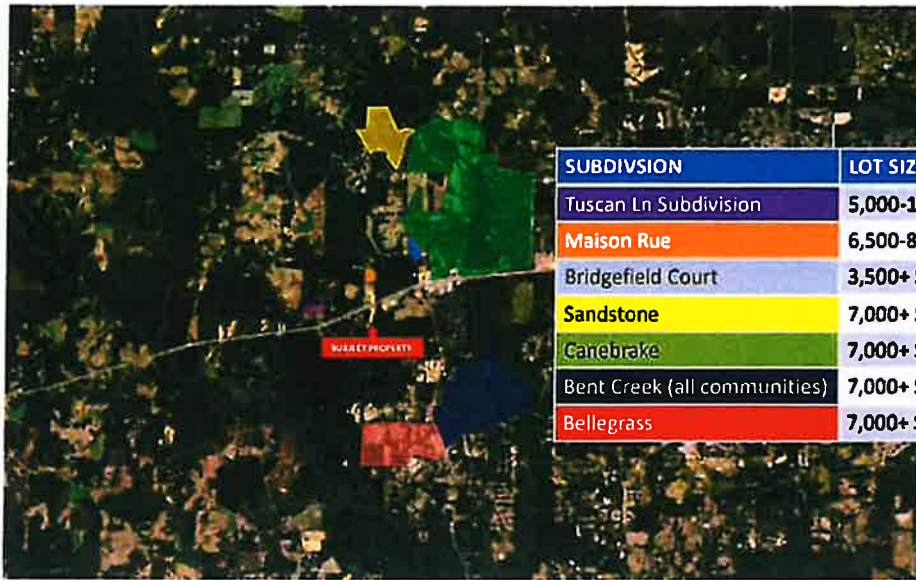 SUBDIVSION LOT SIZ
Tuscan Ln Subdivision 5,000-1
Maison Rue 6,500-8
Bridgefield Court 3,500+
Sandstone 7,000+
Canebrake 7,000+
Bent Creek (all communities) 7,000+
Bellegrass 7,000+
SUBJECT PROPERTY